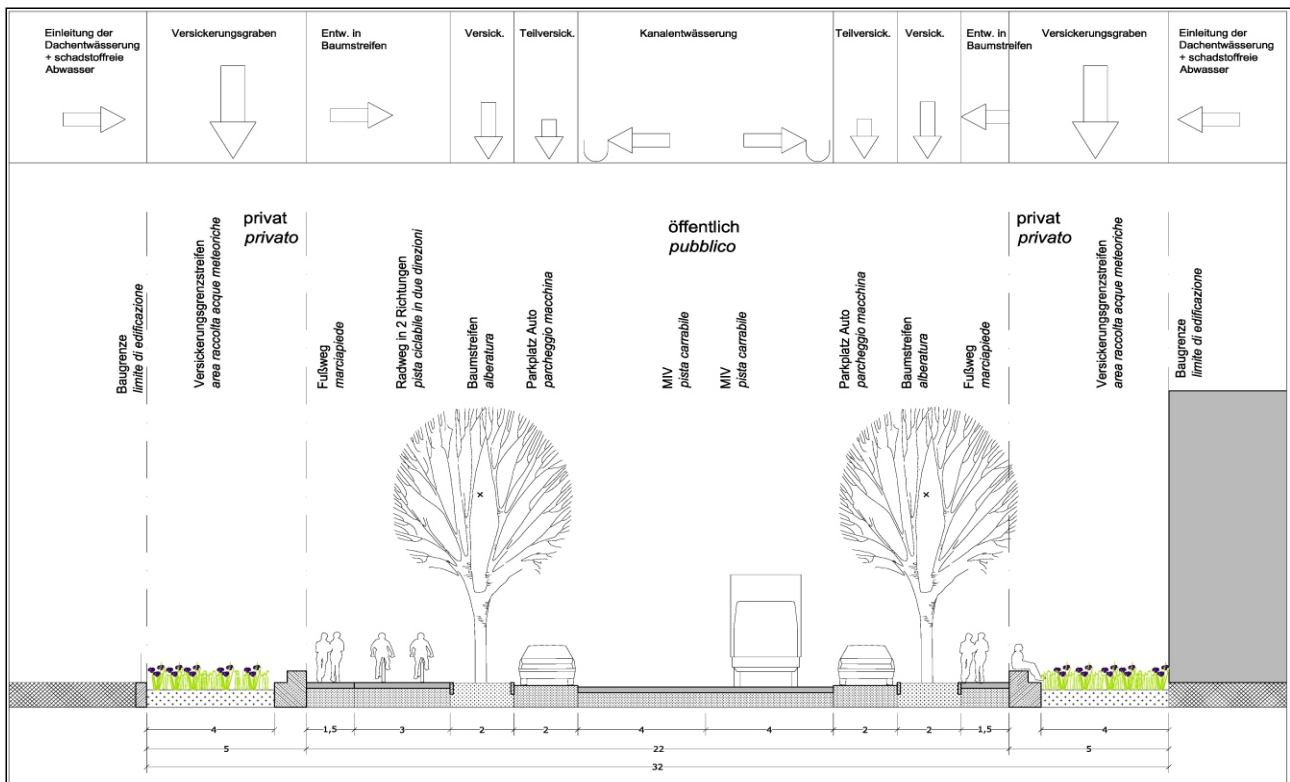 Einleitung der
Dachentwässerung
+ schadstoffreie
Abwasser
Versickerungsgraben
Entw. in
Baumstreifen
Versick.
Teilversick.
Kanalentwässerung
Teilversick.
Versick.
Entw. in
Baumstreifen
Versickerungsgraben
Einleitung der
Dachentwässerung
+ schadstoffreie
Abwasser
privat
privato
öffentlich
pubblico
privat
privato
Baugrenze
limite di edificazione
Versickerungsgrenzstreifen
area raccolta acque meteoriche
Fußweg
marciapiede
Radweg in 2 Richtungen
pista ciclabile in due direzioni
Baumstreifen
alberatura
Parkplatz Auto
parcheggio macchina
MIV
pista carrabile
MIV
pista carrabile
Parkplatz Auto
parcheggio macchina
Baumstreifen
alberatura
Fußweg
marciapiede
Versickerungsgrenzstreifen
area raccolta acque meteoriche
Baugrenze
limite di edificazione
4 1,5 3 2 2 4 4 2 2 1,5 4
5 22 5
32